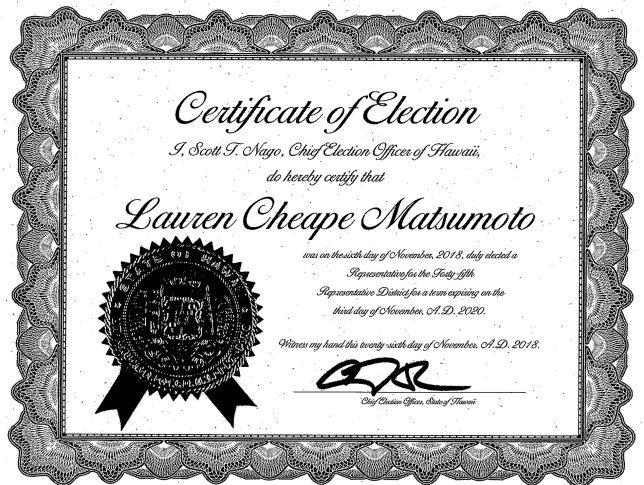 Certificate of Election
I, Scott T. Nago, Chief Election Officer of Hawaii,
do hereby certify that
Lauren Cheape Matsumoto
was on the sixth day of November, 2018, duly elected a
Representative for the Forty-fifth
Representative District for a term expiring on the
third day of November, A.D. 2020.
Witness my hand this twenty-sixth day of November, A.D. 2018.
Chief Election Officer, State of Hawaii
STATE OF HAWAII